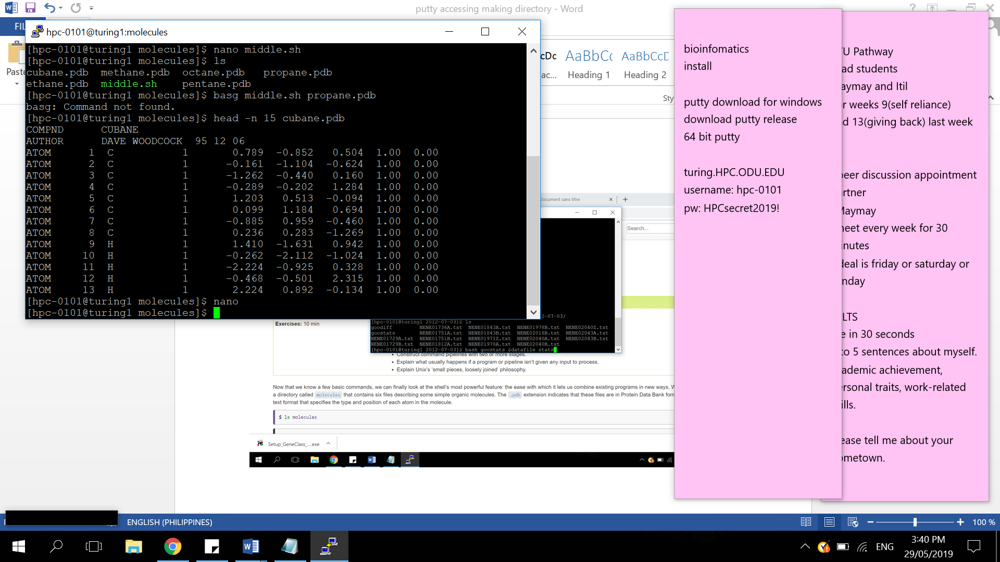 putty accessing making directory - Word
FIL
Paste
hpc-0101@turing1:molecules
[hpc-0101@turing1 molecules]$ nano middle.sh
[hpc-0101@turing1 molecules]$ ls
cubane.pdb  methane.pdb  octane.pdb   propane.pdb
ethane.pdb  middle.sh    pentane.pdb
[hpc-0101@turing1 molecules]$ basg middle.sh propane.pdb
basg: Command not found.
[hpc-0101@turing1 molecules]$ head -n 15 cubane.pdb
COMPND      CUBANE
AUTHOR      DAVE WOODCOCK  95 12 06
ATOM      1  C           1       0.789  -0.852   0.504  1.00  0.00
ATOM      2  C           1      -0.161  -1.104  -0.624  1.00  0.00
ATOM      3  C           1      -1.262  -0.440   0.160  1.00  0.00
ATOM      4  C           1      -0.289  -0.202   1.284  1.00  0.00
ATOM      5  C           1       1.203   0.513  -0.094  1.00  0.00
ATOM      6  C           1       0.099   1.184   0.694  1.00  0.00
ATOM      7  C           1      -0.885   0.959  -0.460  1.00  0.00
ATOM      8  C           1       0.236   0.283  -1.269  1.00  0.00
ATOM      9  H           1       1.410  -1.631   0.942  1.00  0.00
ATOM     10  H           1      -0.262  -2.112  -1.024  1.00  0.00
ATOM     11  H           1      -2.224  -0.925   0.328  1.00  0.00
ATOM     12  H           1      -0.468  -0.501   2.315  1.00  0.00
ATOM     13  H           1       2.224   0.892  -0.134  1.00  0.00
[hpc-0101@turing1 molecules]$ nano
[hpc-0101@turing1 molecules]$
AaBbC( AaBbCcD
Heading 1 Heading 2
Sty
Document sans titre
Search...
2-07-03/
[hpc-0101@turing1 2012-07-03]$ ls
goodiff NENE01736A.txt NENE01843A.txt NENE01978B.txt NENE02040Z.txt
goostats NENE01751A.txt NENE01843B.txt NENE02018B.txt NENE02043A.txt
NENE01729A.txt NENE01751B.txt NENE01971Z.txt NENE02040A.txt NENE02043B.txt
NENE01729B.txt NENE01812A.txt NENE01978A.txt NENE02040B.txt
[hpc-0101@turing1 2012-07-03]$ bash goostats $datafile stats
Exercises: 10 min
Construct command pipelines with two or more stages.
Explain what usually happens if a program or pipeline isn't given any input to process.
Explain Unix's 'small pieces, loosely joined' philosophy.
Now that we know a few basic commands, we can finally look at the shell's most powerful feature: the ease with which it lets us combine existing programs in new ways. W
a directory called molecules that contains six files describing some simple organic molecules. The .pdb extension indicates that these files are in Protein Data Bank form
text format that specifies the type and position of each atom in the molecule.
$ ls molecules
Setup_GeneClass_....exe
bioinfomatics
install
putty download for windows
download putty release
64 bit putty
turing.HPC.ODU.EDU
username: hpc-0101
pw: HPCsecret2019!
U Pathway
ad students
aymay and Itil
r weeks 9(self reliance)
d 13(giving back) last week
eer discussion appointment
rtner
Maymay
eet every week for 30
inutes
deal is friday or saturday or
nday
LTS
e in 30 seconds
to 5 sentences about myself.
ademic achievement,
ersonal traits, work-related
ills.
ease tell me about your
ometown.
ENGLISH (PHILIPPINES)
100 %
ENG
3:40 PM
29/05/2019